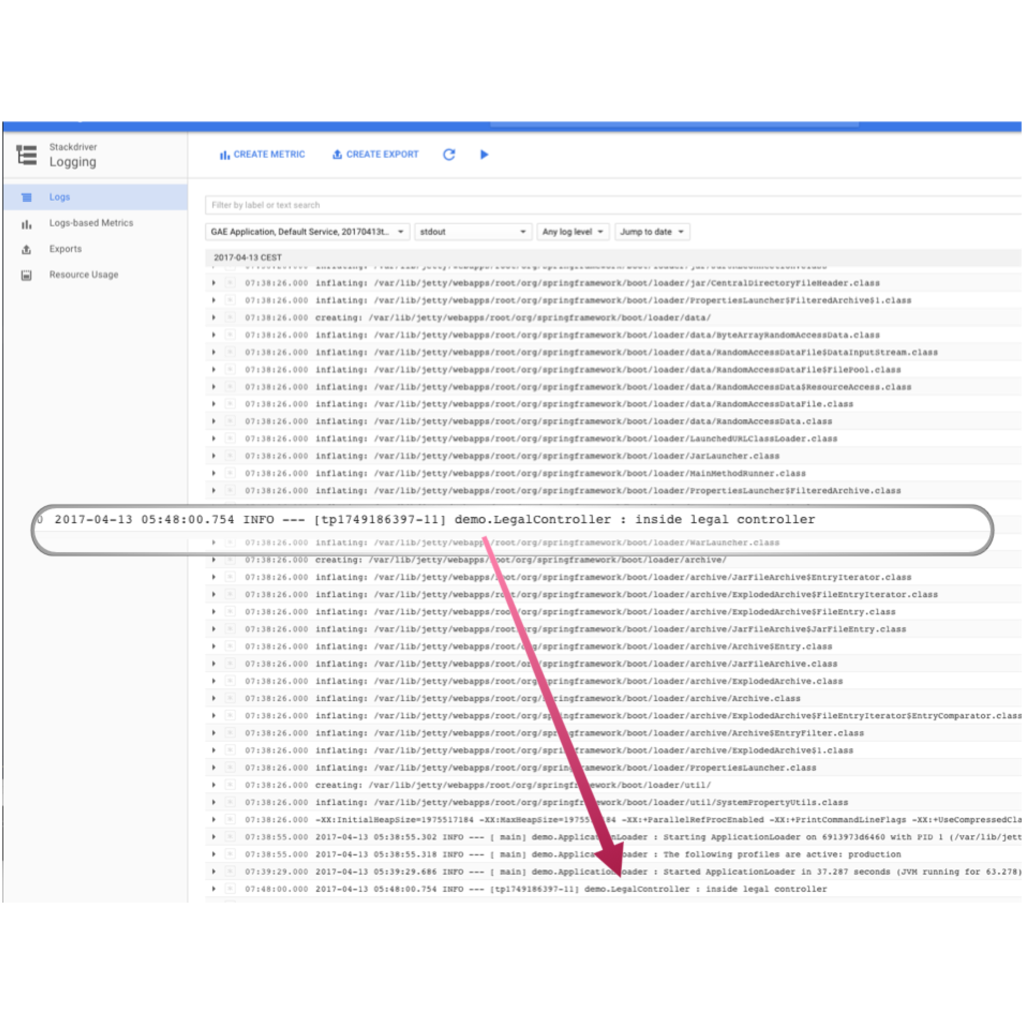 Stackdriver
Logging
CREATE METRIC CREATE EXPORT
Logs
Logs-based Metrics
Exports
Resource Usage
Filter by label or text search
GAE Application, Default Service, 20170413t... stdout Any log level Jump to date
2017-04-13 CEST
07:38:26.000 inflating: /var/lib/jetty/webapps/root/org/springframework/boot/loader/jar/CentralDirectoryFileHeader.class
07:38:26.000 inflating: /var/lib/jetty/webapps/root/org/springframework/boot/loader/PropertiesLauncher$FilteredArchive$1.class
07:38:26.000 creating: /var/lib/jetty/webapps/root/org/springframework/boot/loader/data/
07:38:26.000 inflating: /var/lib/jetty/webapps/root/org/springframework/boot/loader/data/ByteArrayRandomAccessData.class
07:38:26.000 inflating: /var/lib/jetty/webapps/root/org/springframework/boot/loader/data/RandomAccessDataFile$DataInputStream.class
07:38:26.000 inflating: /var/lib/jetty/webapps/root/org/springframework/boot/loader/data/RandomAccessDataFile$FilePool.class
07:38:26.000 inflating: /var/lib/jetty/webapps/root/org/springframework/boot/loader/data/RandomAccessData$ResourceAccess.class
07:38:26.000 inflating: /var/lib/jetty/webapps/root/org/springframework/boot/loader/data/RandomAccessDataFile.class
07:38:26.000 inflating: /var/lib/jetty/webapps/root/org/springframework/boot/loader/data/RandomAccessData.class
07:38:26.000 inflating: /var/lib/jetty/webapps/root/org/springframework/boot/loader/LaunchedURLClassLoader.class
07:38:26.000 inflating: /var/lib/jetty/webapps/root/org/springframework/boot/loader/JarLauncher.class
07:38:26.000 inflating: /var/lib/jetty/webapps/root/org/springframework/boot/loader/MainMethodRunner.class
07:38:26.000 inflating: /var/lib/jetty/webapps/root/org/springframework/boot/loader/PropertiesLauncher$FilteredArchive.class
0 2017-04-13 05:48:00.754 INFO --- [tp1749186397-11] demo.LegalController : inside legal controller
07:38:26.000 inflating: /var/lib/jetty/webapps/root/org/springframework/boot/loader/WarLauncher.class
07:38:26.000 creating: /var/lib/jetty/webapps/root/org/springframework/boot/loader/archive/
07:38:26.000 inflating: /var/lib/jetty/webapps/root/org/springframework/boot/loader/archive/JarFileArchive$EntryIterator.class
07:38:26.000 inflating: /var/lib/jetty/webapps/root/org/springframework/boot/loader/archive/ExplodedArchive$FileEntryIterator.class
07:38:26.000 inflating: /var/lib/jetty/webapps/root/org/springframework/boot/loader/archive/ExplodedArchive$FileEntry.class
07:38:26.000 inflating: /var/lib/jetty/webapps/root/org/springframework/boot/loader/archive/JarFileArchive$JarFileEntry.class
07:38:26.000 inflating: /var/lib/jetty/webapps/root/org/springframework/boot/loader/archive/Archive$Entry.class
07:38:26.000 inflating: /var/lib/jetty/webapps/root/org/springframework/boot/loader/archive/JarFileArchive.class
07:38:26.000 inflating: /var/lib/jetty/webapps/root/org/springframework/boot/loader/archive/ExplodedArchive.class
07:38:26.000 inflating: /var/lib/jetty/webapps/root/org/springframework/boot/loader/archive/Archive.class
07:38:26.000 inflating: /var/lib/jetty/webapps/root/org/springframework/boot/loader/archive/ExplodedArchive$FileEntryIterator$EntryComparator.class
07:38:26.000 inflating: /var/lib/jetty/webapps/root/org/springframework/boot/loader/archive/Archive$EntryFilter.class
07:38:26.000 inflating: /var/lib/jetty/webapps/root/org/springframework/boot/loader/archive/ExplodedArchive$1.class
07:38:26.000 inflating: /var/lib/jetty/webapps/root/org/springframework/boot/loader/PropertiesLauncher.class
07:38:26.000 creating: /var/lib/jetty/webapps/root/org/springframework/boot/loader/util/
07:38:26.000 inflating: /var/lib/jetty/webapps/root/org/springframework/boot/loader/util/SystemPropertyUtils.class
07:38:26.000 -XX:InitialHeapSize=1975517184 -XX:MaxHeapSize=1975517184 -XX:+ParallelRefProcEnabled -XX:+PrintCommandLineFlags -XX:+UseCompressedCla
07:38:55.000 2017-04-13 05:38:55.302 INFO --- [ main] demo.ApplicationLoader : Starting ApplicationLoader on 6913973d6460 with PID 1 (/var/lib/jett
07:38:55.000 2017-04-13 05:38:55.318 INFO --- [ main] demo.ApplicationLoader : The following profiles are active: production
07:39:29.000 2017-04-13 05:39:29.686 INFO --- [ main] demo.ApplicationLoader : Started ApplicationLoader in 37.287 seconds (JVM running for 63.278)
07:48:00.000 2017-04-13 05:48:00.754 INFO --- [tp1749186397-11] demo.LegalController : inside legal controller